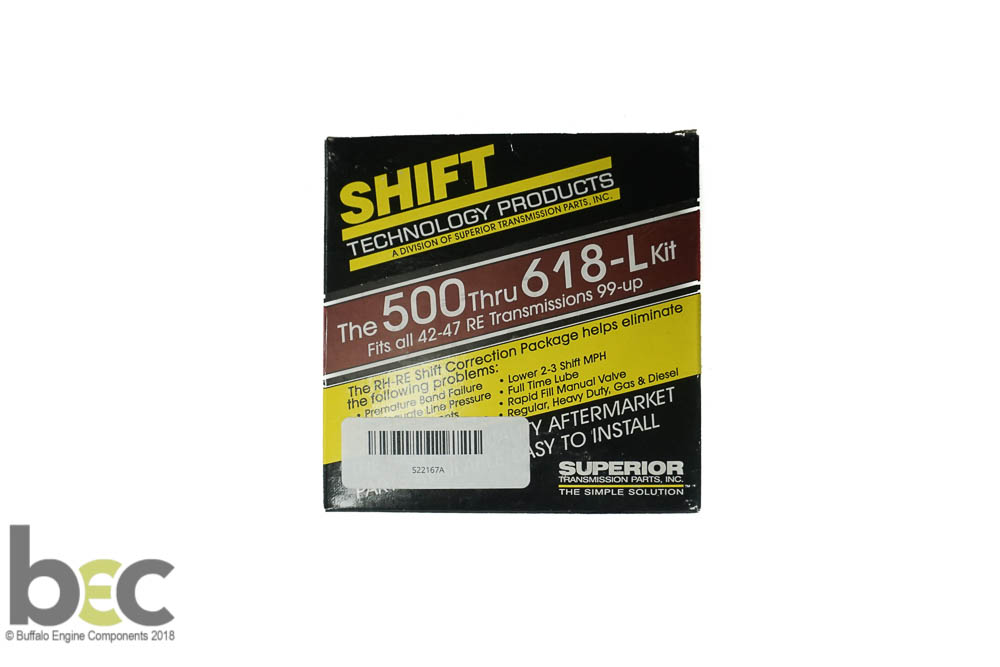 SHIFT
TECHNOLOGY PRODUCTS
A DIVISION OF SUPERIOR TRANSMISSION PARTS, INC.
The 500 Thru 618-L Kit
Fits all 42-47 RE Transmissions 99-up
The RH-RE Shift Correction Package helps eliminate
the following problems:
• Premature Band Failure
Line Pressure
• Lower 2-3 Shift MPH
• Full Time Lube
• Rapid Fill Manual Valve
• Regular, Heavy Duty, Gas & Diesel
AFTERMARKET
TO INSTALL
522167A
SUPERIOR
TRANSMISSION PARTS, INC.
THE SIMPLE SOLUTION™
bec
© Buffalo Engine Components 2018